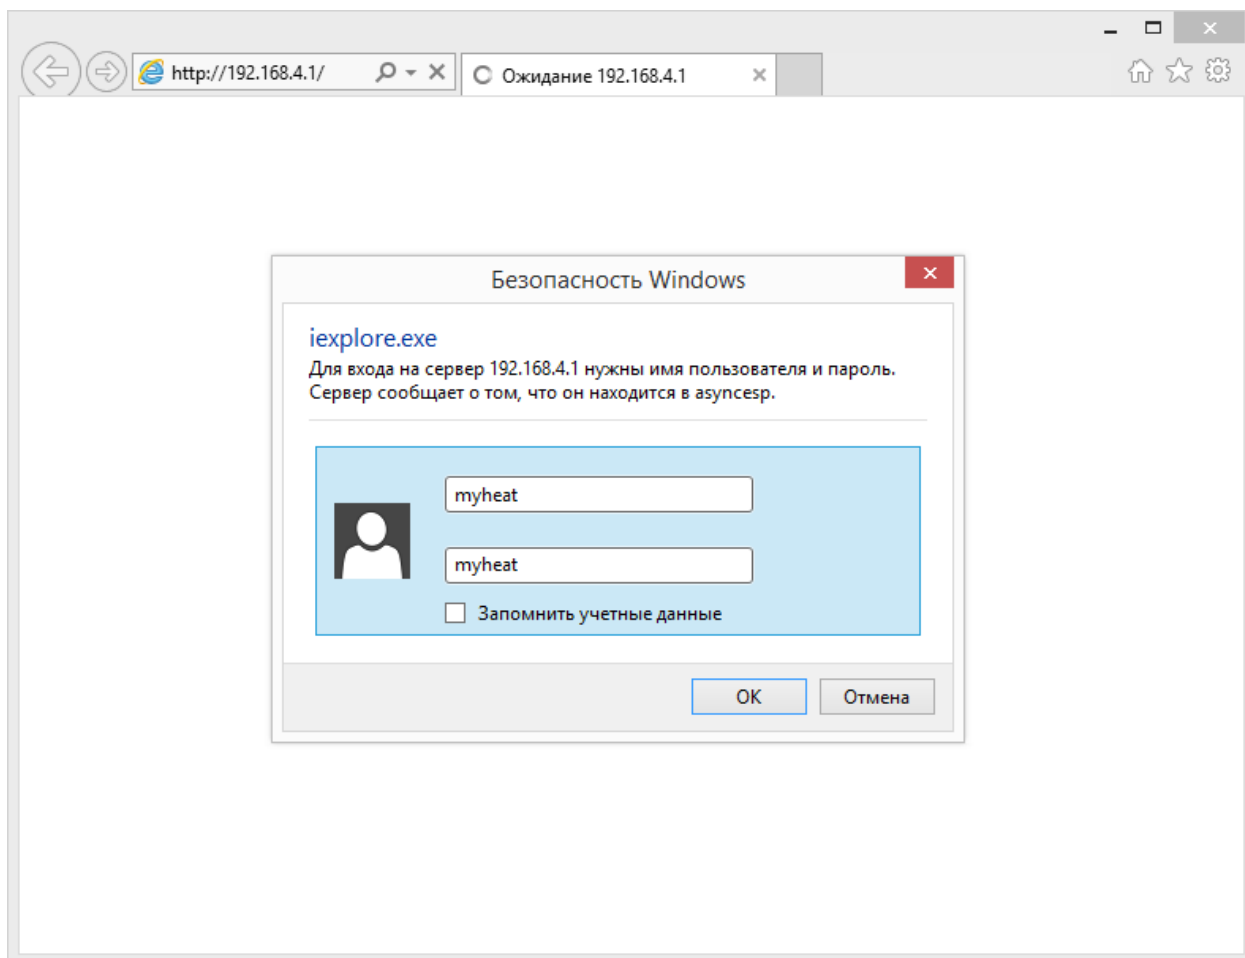 http://192.168.4.1/
Ожидание 192.168.4.1
Безопасность Windows
iexplore.exe
Для входа на сервер 192.168.4.1 нужны имя пользователя и пароль.
Сервер сообщает о том, что он находится в asyncesp.
myheat
myheat
Запомнить учетные данные
ОК
Отмена